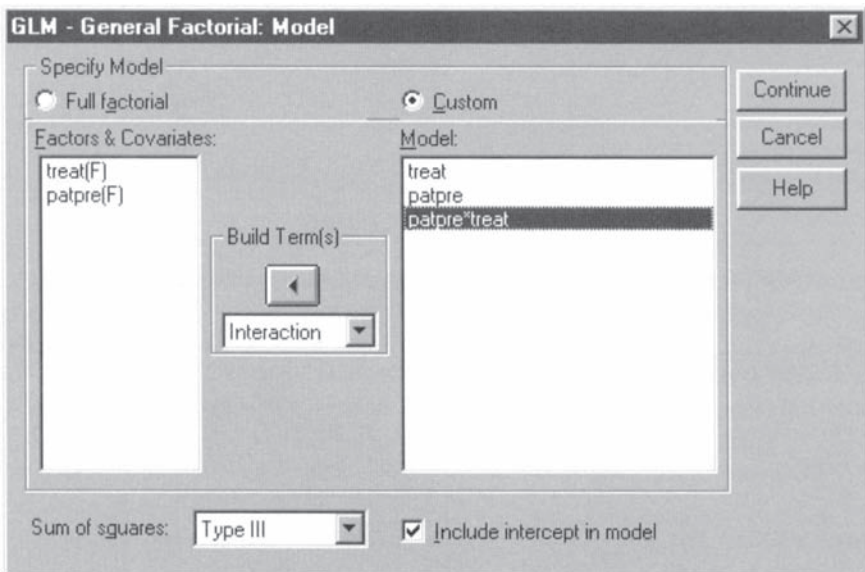 GLM - General Factorial: Model
Specify Model
Full factorial
Custom
Continue
Cancel
Help
Factors & Covariates:
treat(F)
patpre(F)
Build Term(s)
Interaction
Model:
treat
patpre
patpre*treat
Sum of squares:
Type III
Include intercept in model